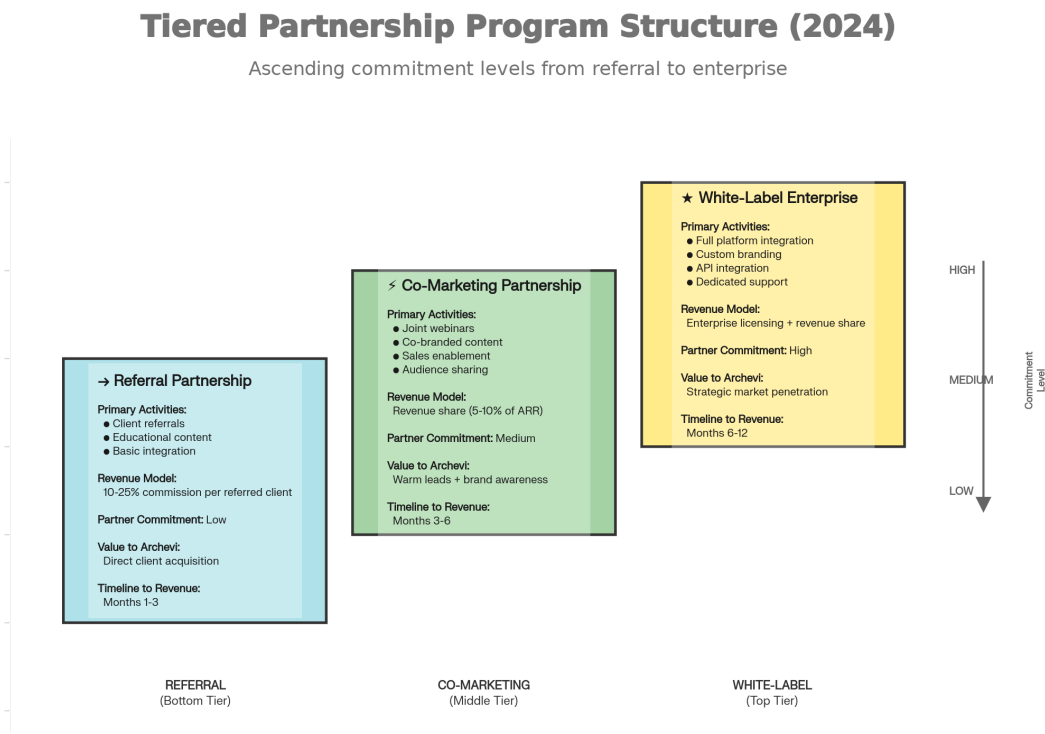 Tiered Partnership Program Structure (2024)
Ascending commitment levels from referral to enterprise
→ Referral Partnership
Primary Activities:
● Client referrals
● Educational content
● Basic integration
Revenue Model:
10-25% commission per referred client
Partner Commitment: Low
Value to Archevi:
Direct client acquisition
Timeline to Revenue:
Months 1-3
⚡ Co-Marketing Partnership
Primary Activities:
● Joint webinars
● Co-branded content
● Sales enablement
● Audience sharing
Revenue Model:
Revenue share (5-10% of ARR)
Partner Commitment: Medium
Value to Archevi:
Warm leads + brand awareness
Timeline to Revenue:
Months 3-6
★ White-Label Enterprise
Primary Activities:
● Full platform integration
● Custom branding
● API integration
● Dedicated support
Revenue Model:
Enterprise licensing + revenue share
Partner Commitment: High
Value to Archevi:
Strategic market penetration
Timeline to Revenue:
Months 6-12
HIGH
MEDIUM
LOW
Commitment
Level
REFERRAL
(Bottom Tier)
CO-MARKETING
(Middle Tier)
WHITE-LABEL
(Top Tier)